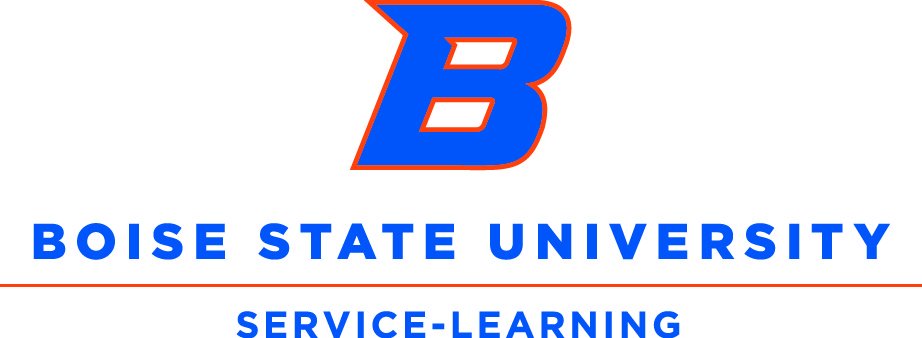 B
BOISE STATE UNIVERSITY
SERVICE-LEARNING